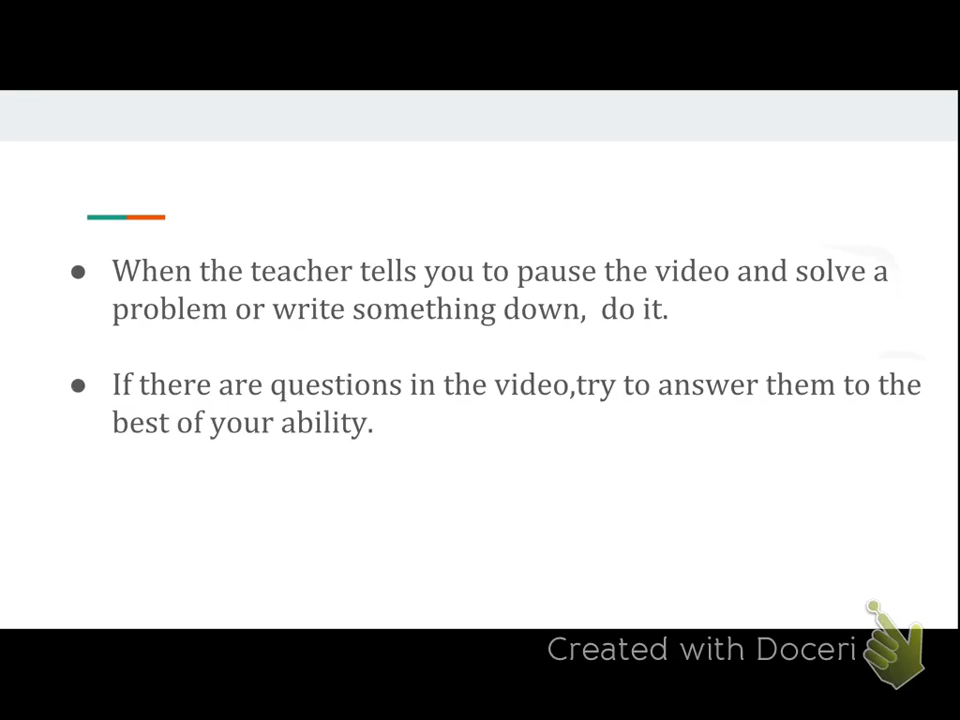 ● When the teacher tells you to pause the video and solve a
problem or write something down,  do it.
● If there are questions in the video,try to answer them to the
best of your ability.
Created with Doceri